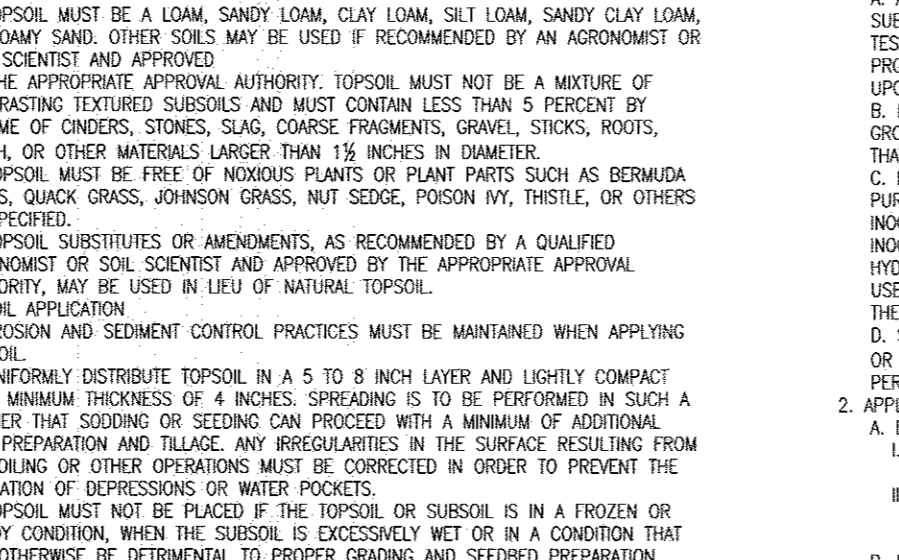 TOPSOIL MUST BE A LOAM, SANDY LOAM, CLAY LOAM, SILT LOAM, SANDY CLAY LOAM,
LOAMY SAND. OTHER SOILS MAY BE USED IF RECOMMENDED BY AN AGRONOMIST OR
SCIENTIST AND APPROVED
THE APPROPRIATE APPROVAL AUTHORITY. TOPSOIL MUST NOT BE A MIXTURE OF
RASTING TEXTURED SUBSOILS AND MUST CONTAIN LESS THAN 5 PERCENT BY
ME OF CINDERS, STONES, SLAG, COARSE FRAGMENTS, GRAVEL, STICKS, ROOTS,
H, OR OTHER MATERIALS LARGER THAN 1½ INCHES IN DIAMETER.
OPSOIL MUST BE FREE OF NOXIOUS PLANTS OR PLANT PARTS SUCH AS BERMUDA
S, QUACK GRASS, JOHNSON GRASS, NUT SEDGE, POISON IVY, THISTLE, OR OTHERS
PECIFIED.
OPSOIL SUBSTITUTES OR AMENDMENTS, AS RECOMMENDED BY A QUALIFIED
NOMIST OR SOIL SCIENTIST AND APPROVED BY THE APPROPRIATE APPROVAL
ORITY, MAY BE USED IN LIEU OF NATURAL TOPSOIL.
OIL APPLICATION
ROSION AND SEDIMENT CONTROL PRACTICES MUST BE MAINTAINED WHEN APPLYING
OIL.
NIFORMLY DISTRIBUTE TOPSOIL IN A 5 TO 8 INCH LAYER AND LIGHTLY COMPACT
MINIMUM THICKNESS OF 4 INCHES. SPREADING IS TO BE PERFORMED IN SUCH A
ER THAT SODDING OR SEEDING CAN PROCEED WITH A MINIMUM OF ADDITIONAL
PREPARATION AND TILLAGE. ANY IRREGULARITIES IN THE SURFACE RESULTING FROM
OILING OR OTHER OPERATIONS MUST BE CORRECTED IN ORDER TO PREVENT THE
ATION OF DEPRESSIONS OR WATER POCKETS.
OPSOIL MUST NOT BE PLACED IF THE TOPSOIL OR SUBSOIL IS IN A FROZEN OR
DY CONDITION, WHEN THE SUBSOIL IS EXCESSIVELY WET OR IN A CONDITION THAT
OTHERWISE BE DETRIMENTAL TO PROPER GRADING AND SEEDBED PREPARATION
SUB
TES
PRO
UPO
B.
GRO
THA
C.
PUR
INO
INO
HYD
USE
THE
D.
OR
PER
2. APPL
A.
I.